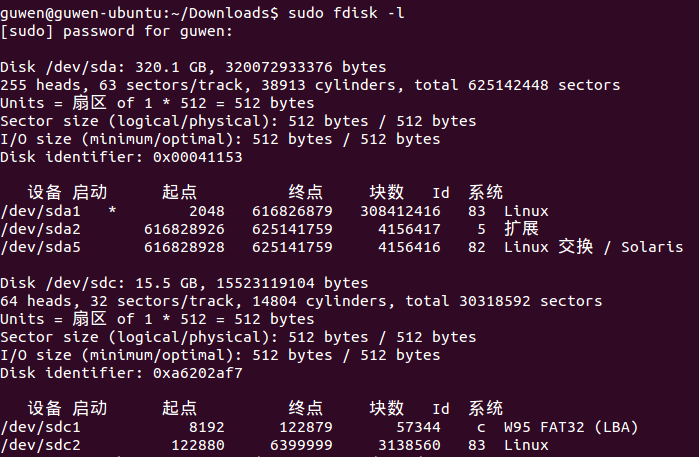 guwen@guwen-ubuntu:~/Downloads$ sudo fdisk -l
[sudo] password for guwen:
Disk /dev/sda: 320.1 GB, 320072933376 bytes
255 heads, 63 sectors/track, 38913 cylinders, total 625142448 sectors
Units = 扇区 of 1 * 512 = 512 bytes
Sector size (logical/physical): 512 bytes / 512 bytes
I/O size (minimum/optimal): 512 bytes / 512 bytes
Disk identifier: 0x00041153
设备 启动 起点 终点 块数 Id 系统
/dev/sda1 * 2048 616826879 308412416 83 Linux
/dev/sda2 616828926 625141759 4156417 5 扩展
/dev/sda5 616828928 625141759 4156416 82 Linux 交换 / Solaris
Disk /dev/sdc: 15.5 GB, 15523119104 bytes
64 heads, 32 sectors/track, 14804 cylinders, total 30318592 sectors
Units = 扇区 of 1 * 512 = 512 bytes
Sector size (logical/physical): 512 bytes / 512 bytes
I/O size (minimum/optimal): 512 bytes / 512 bytes
Disk identifier: 0xa6202af7
设备 启动 起点 终点 块数 Id 系统
/dev/sdc1 8192 122879 57344 c W95 FAT32 (LBA)
/dev/sdc2 122880 6399999 3138560 83 Linux